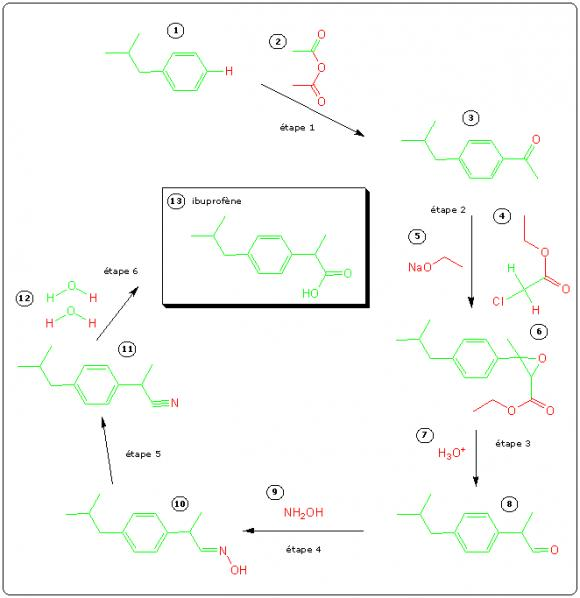 1
2
O
O
O
H
étape 1
3
O
étape 2
4
5
NaO
O
H
H
O
Cl
13 ibuprofène
O
HO
étape 6
12
O
H H
O
H H
6
O
O
O
11
N
7
H₃O⁺
étape 3
étape 5
8
O
9
NH₂OH
étape 4
10
N
OH